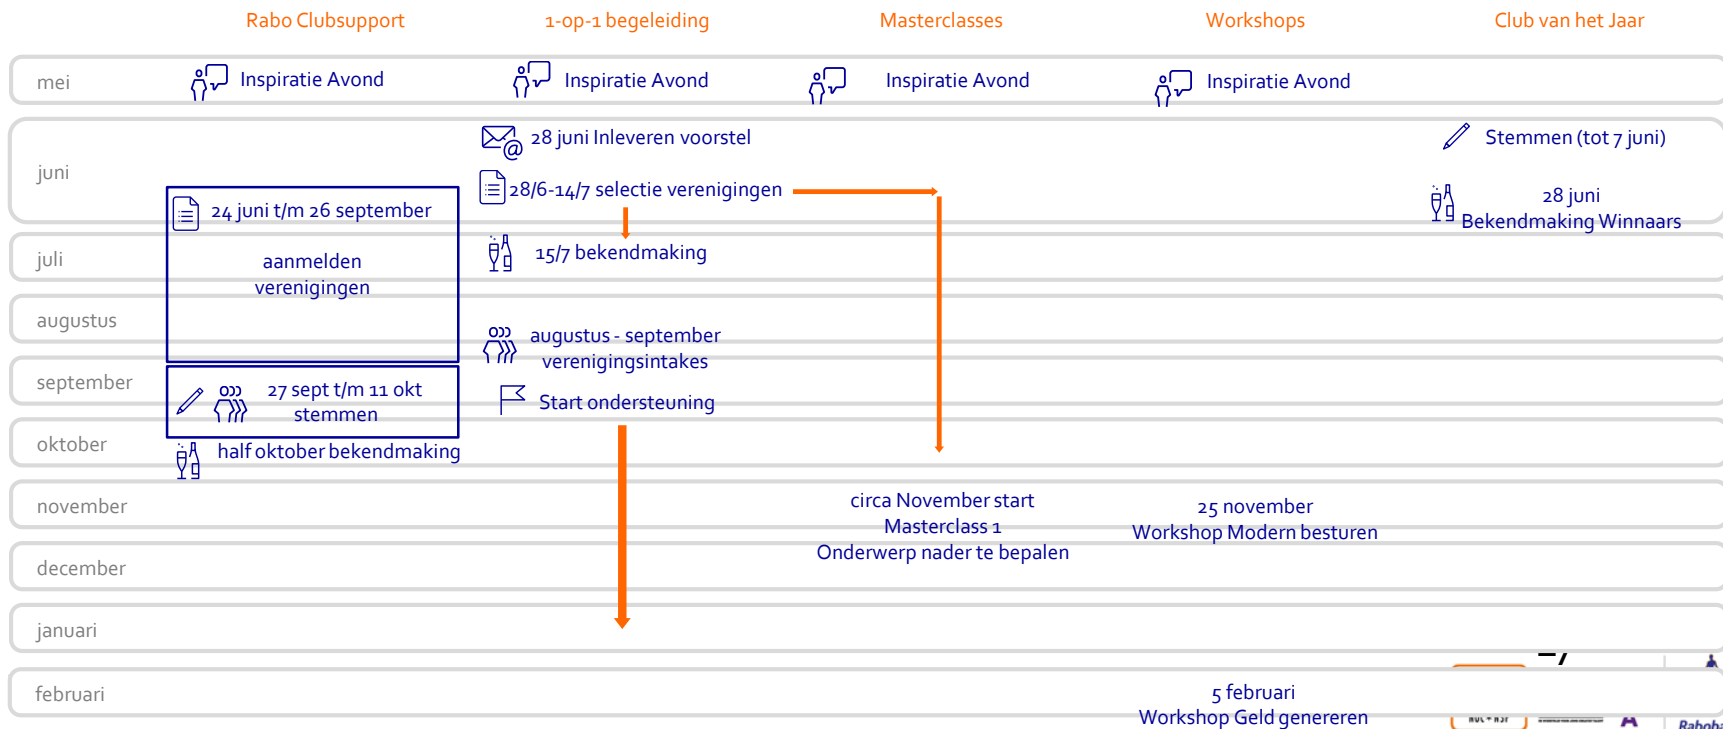 Rabo Clubsupport
1-op-1 begeleiding
Masterclasses
Workshops
Club van het Jaar
mei
Inspiratie Avond
Inspiratie Avond
Inspiratie Avond
Inspiratie Avond
juni
28 juni Inleveren voorstel
Stemmen (tot 7 juni)
28/6-14/7 selectie verenigingen
24 juni t/m 26 september
28 juni
Bekendmaking Winnaars
juli
aanmelden
verenigingen
15/7 bekendmaking
augustus
augustus - september
verenigingsintakes
september
27 sept t/m 11 okt
stemmen
Start ondersteuning
oktober
half oktober bekendmaking
november
circa November start
Masterclass 1
Onderwerp nader te bepalen
25 november
Workshop Modern besturen
december
januari
februari
5 februari
Workshop Geld genereren